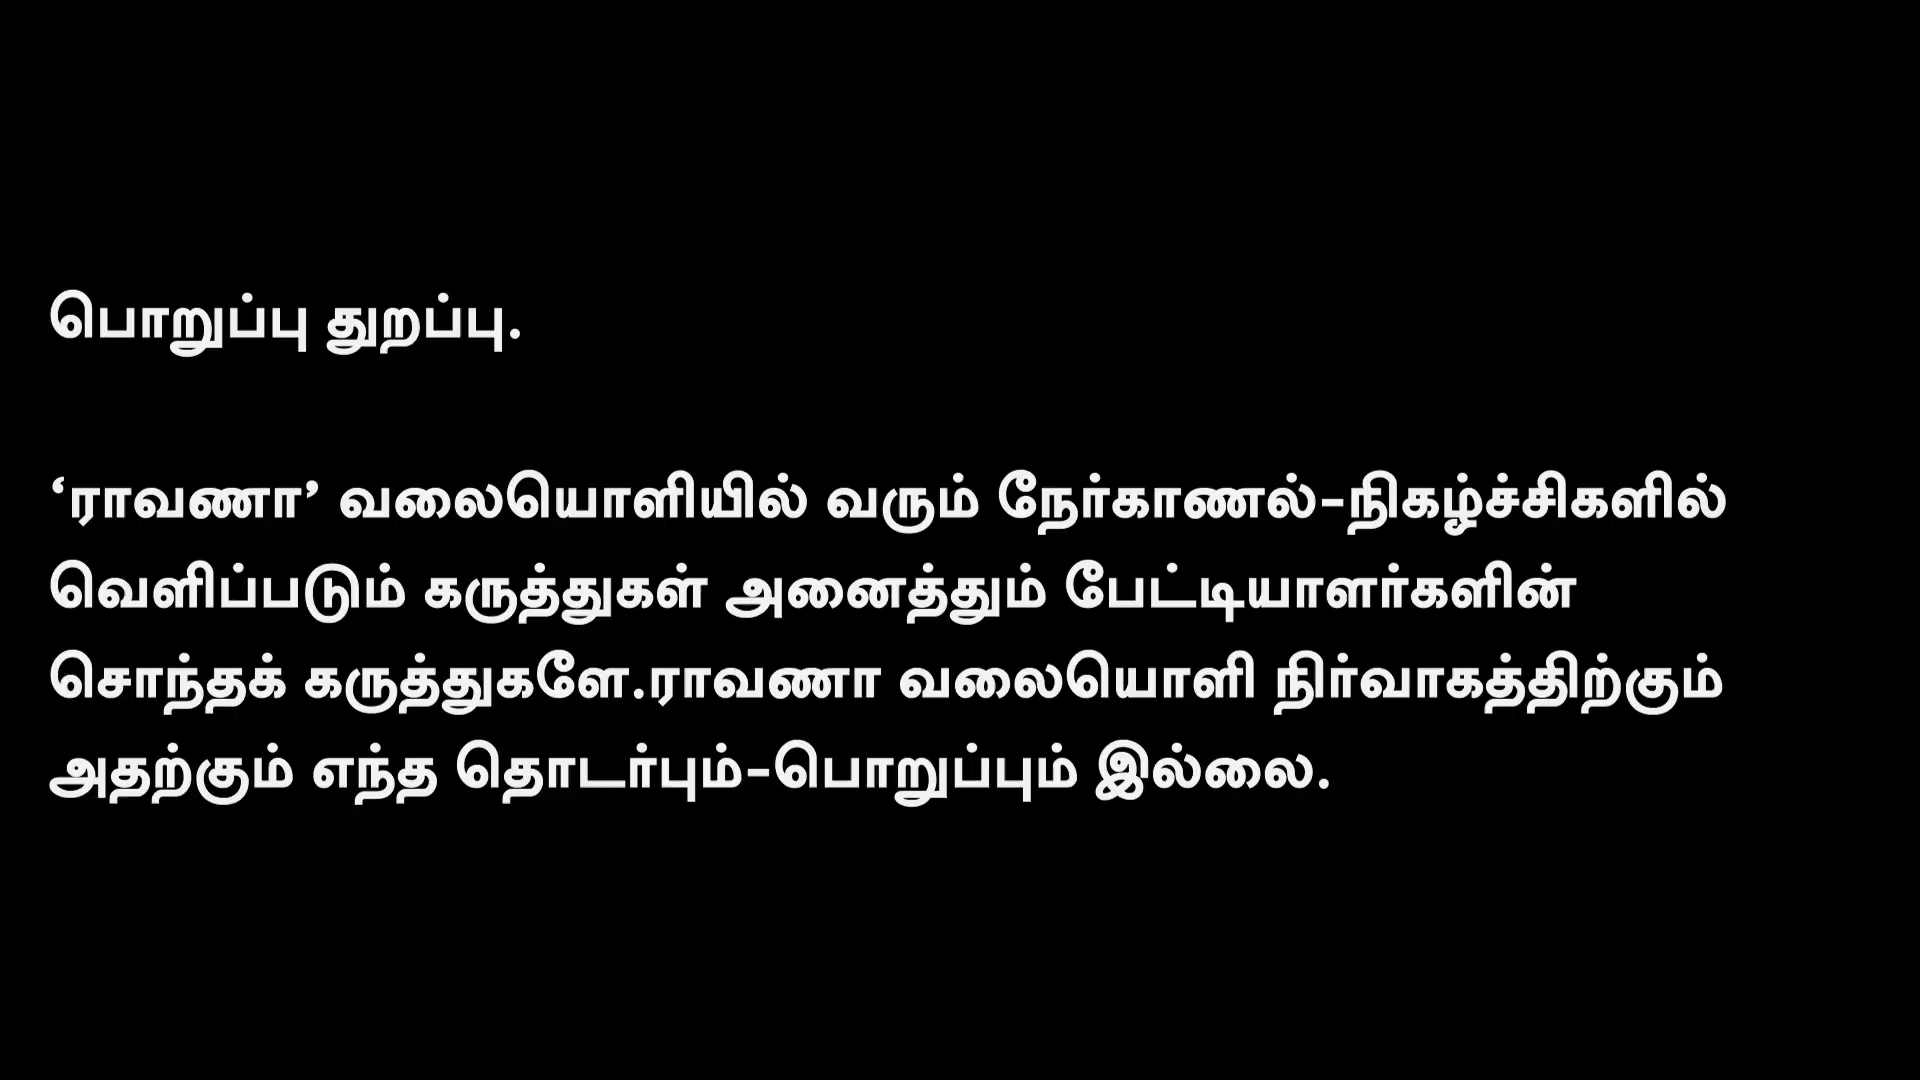 பொறுப்பு துறப்பு.
‘ராவணா’ வலையொளியில் வரும் நேர்காணல்-நிகழ்ச்சிகளில்
வெளிப்படும் கருத்துகள் அனைத்தும் பேட்டியாளர்களின்
சொந்தக் கருத்துகளே.ராவணா வலையொளி நிர்வாகத்திற்கும்
அதற்கும் எந்த தொடர்பும்-பொறுப்பும் இல்லை.